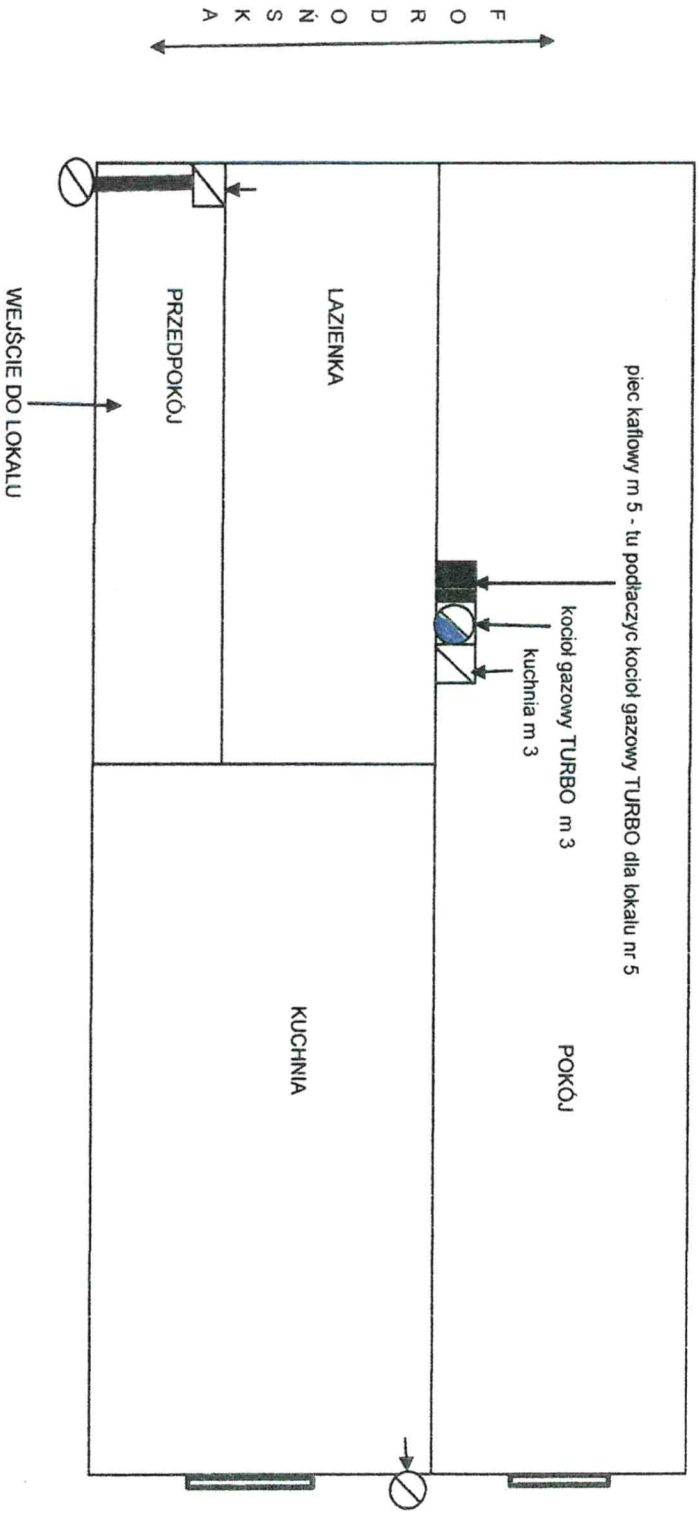 F O R D O Ń S K A
piec kaflowy m 5 - tu podłaczyc kocioł gazowy TURBO dla lokalu nr 5
kocioł gazowy TURBO m 3
kuchnia m 3
POKÓJ
ŁAZIENKA
KUCHNIA
PRZEDPOKÓJ
WEJŚCIE DO LOKALU